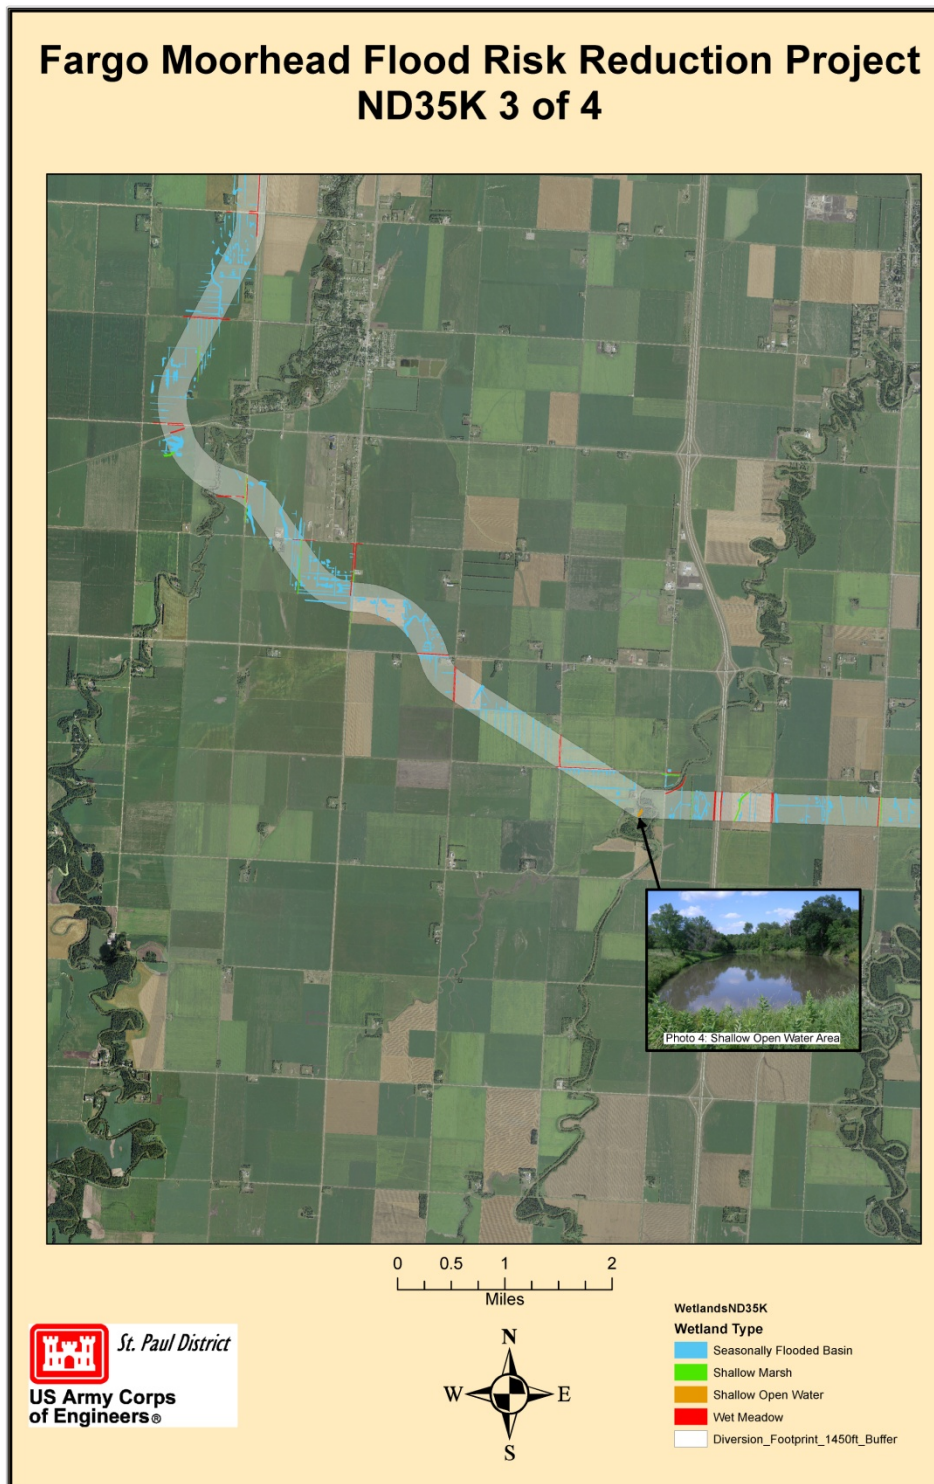 Fargo Moorhead Flood Risk Reduction Project
ND35K 3 of 4
Photo 4: Shallow Open Water Area
0 0.5 1 2
Miles
St. Paul District
US Army Corps
of Engineers®
N
W E
S
WetlandsND35K
Wetland Type
Seasonally Flooded Basin
Shallow Marsh
Shallow Open Water
Wet Meadow
Diversion_Footprint_1450ft_Buffer